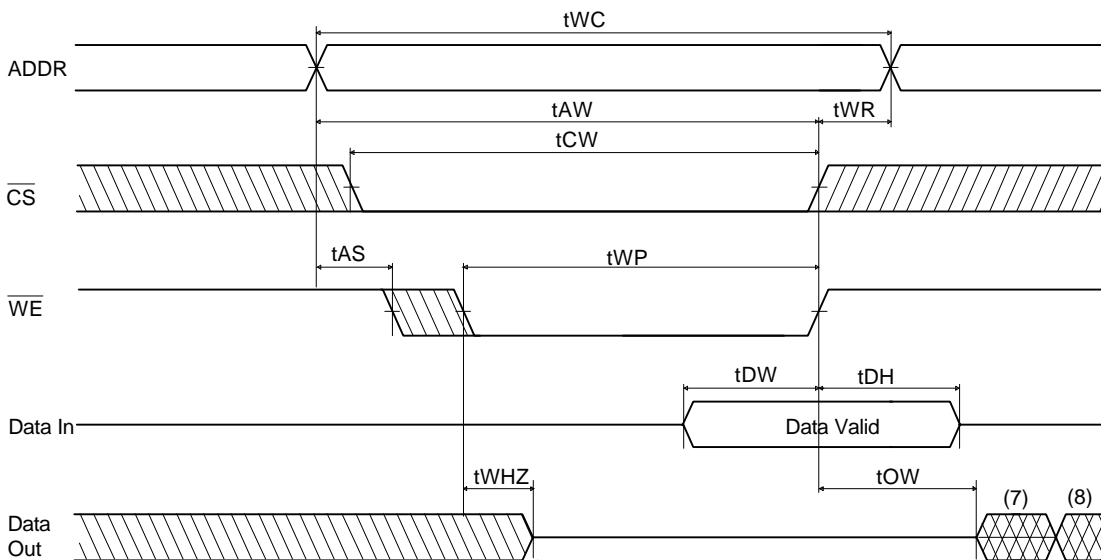 tWC
ADDR
tAW tWR
tCW
CS
tAS tWP
WE
tDW tDH
Data In Data Valid
tWHZ tOW
(7) (8)
Data
Out